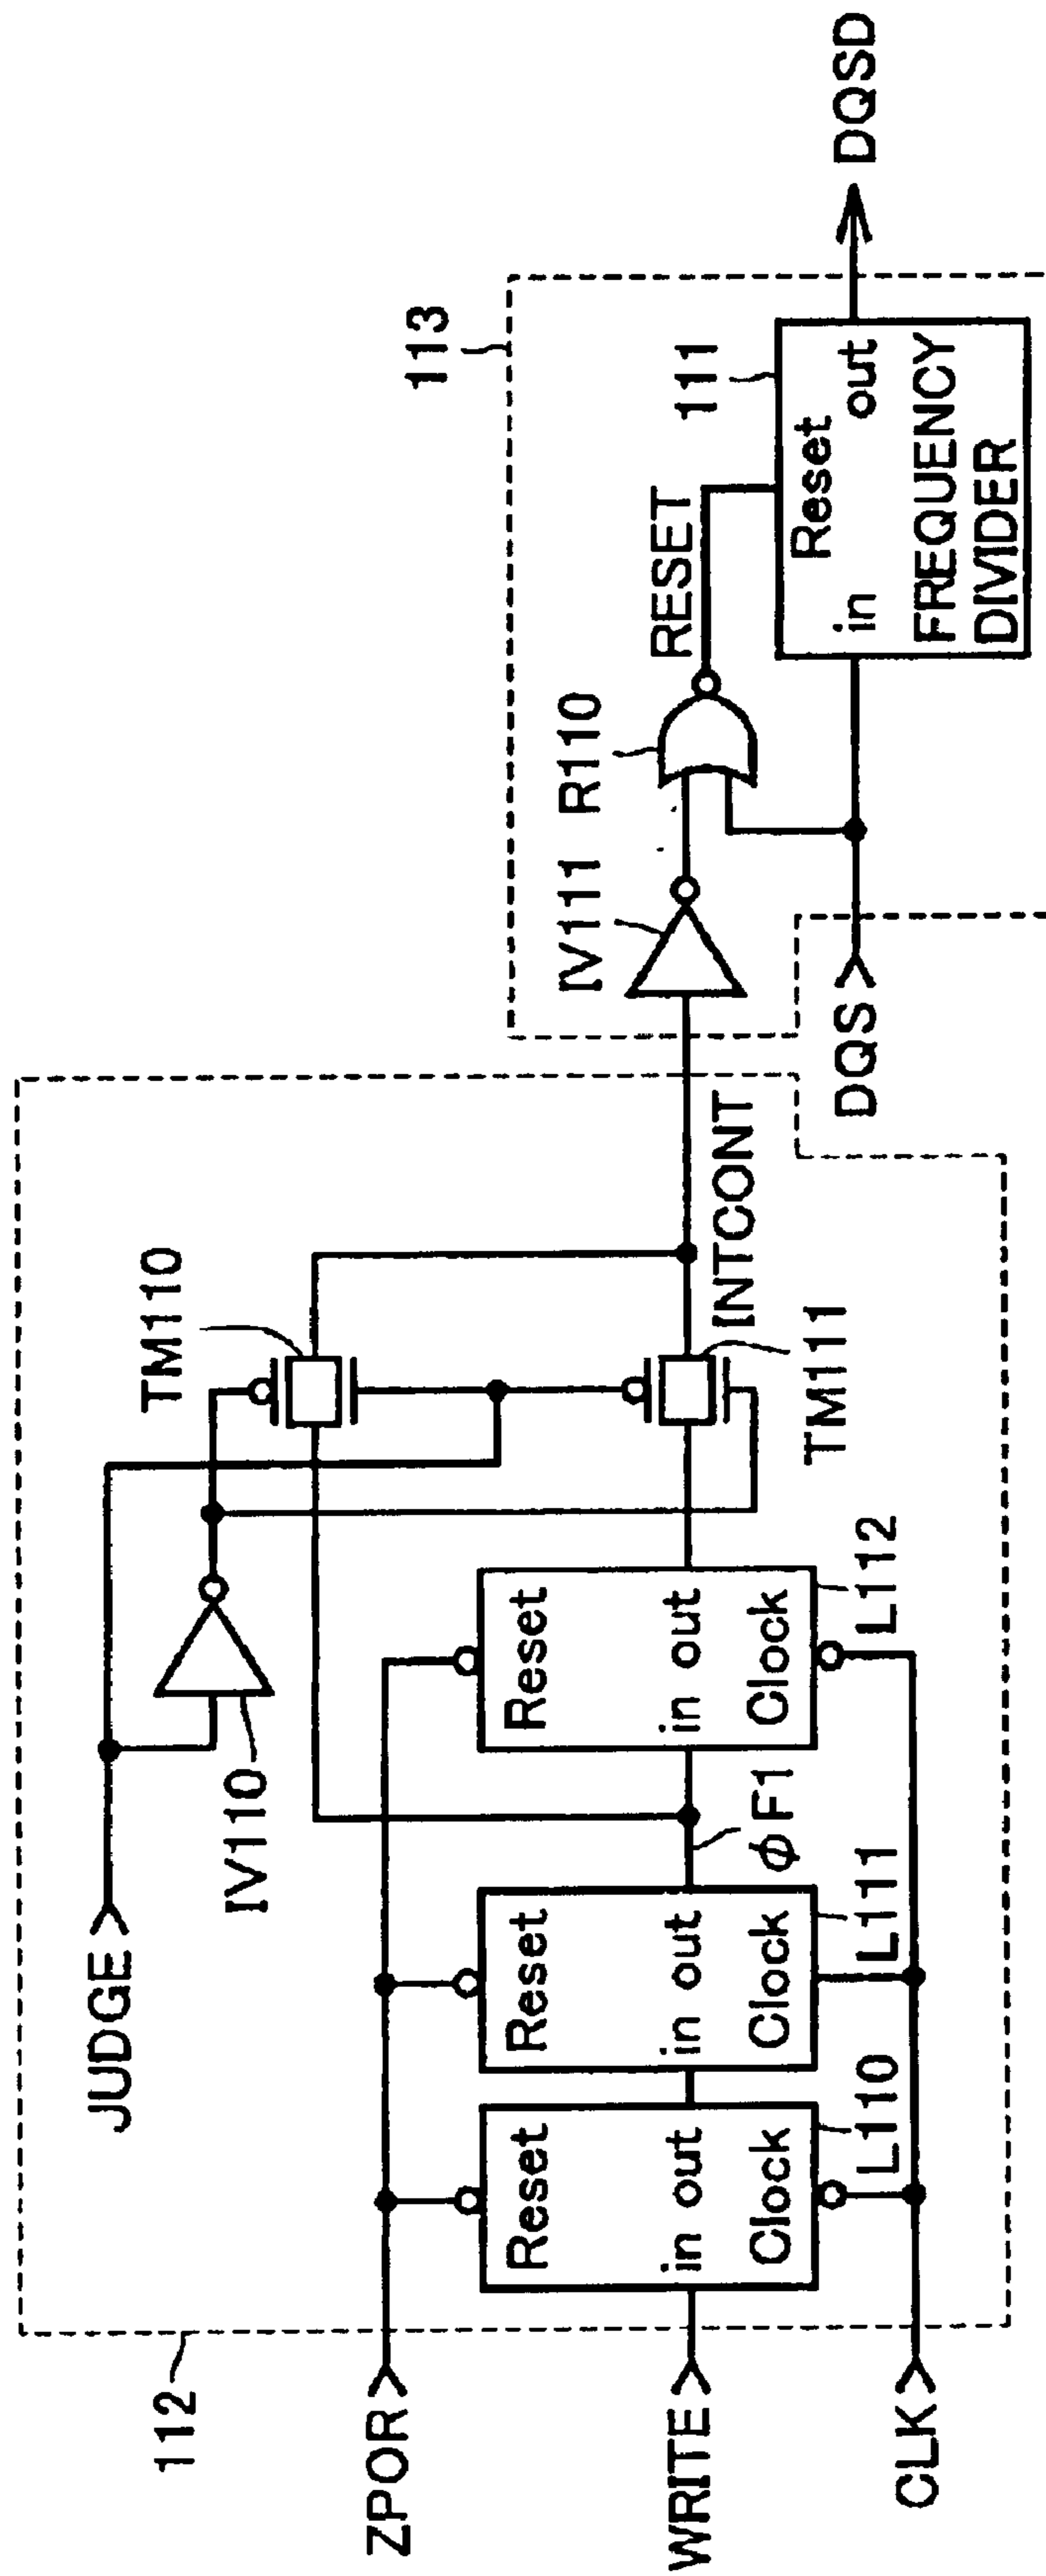 112
JUDGE
IV110
TM110
ZPOR
WRITE
CLK
Reset
in out
Clock
L110
Reset
in out
Clock
L111
φF1
Reset
in out
Clock
L112
TM111
INTCONT
113
IV111
R110
RESET
111
Reset
in
out
FREQUENCY
DIVIDER
DQS
DQSD